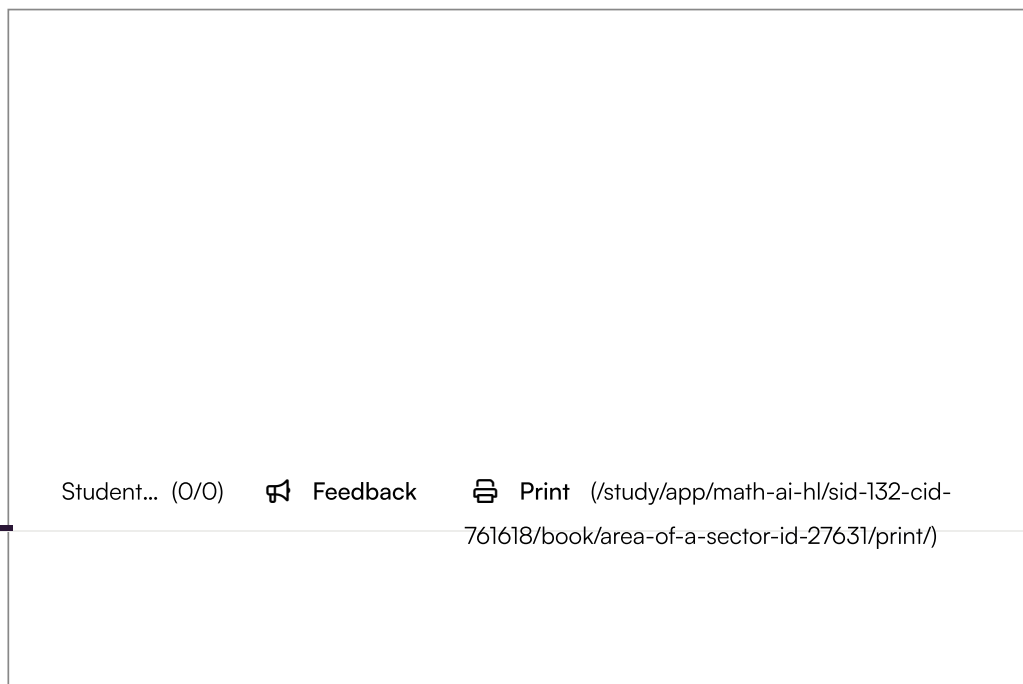 Student... (0/0) Feedback Print (/study/app/math-ai-hl/sid-132-cid-
761618/book/area-of-a-sector-id-27631/print/)